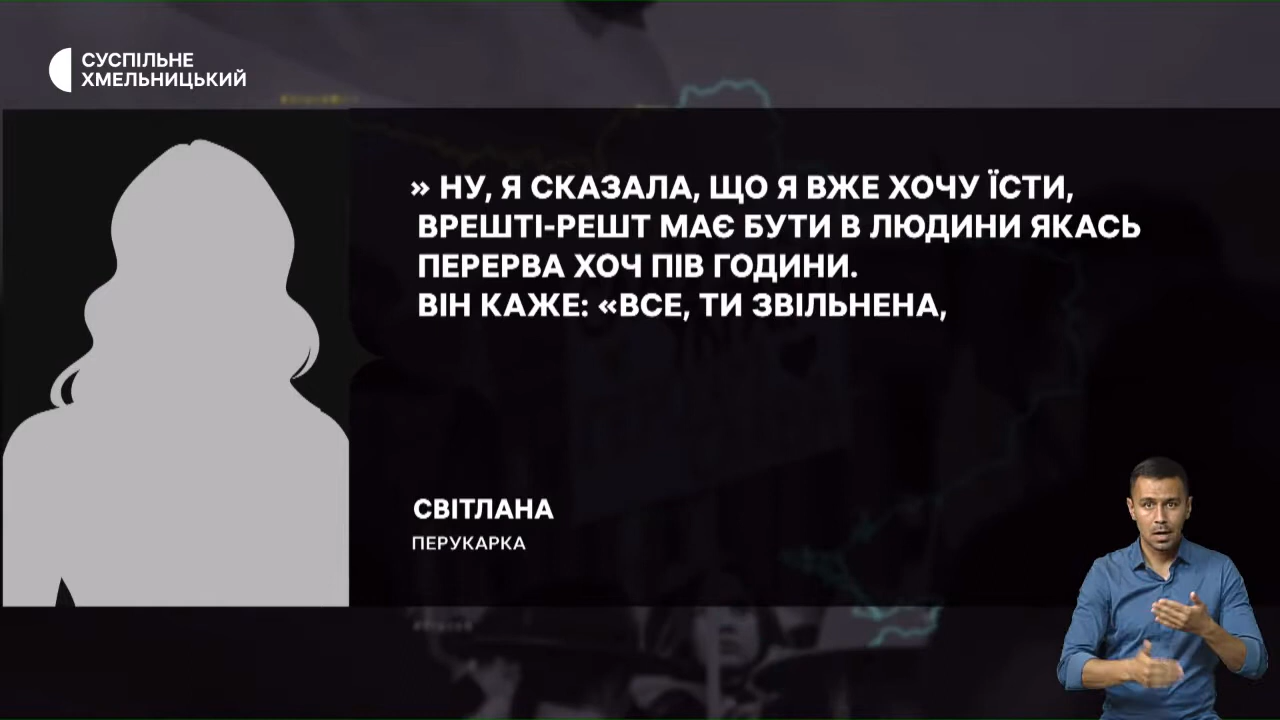 СУСПІЛЬНЕ
ХМЕЛЬНИЦЬКИЙ
» НУ, Я СКАЗАЛА, ЩО Я ВЖЕ ХОЧУ ЇСТИ,
ВРЕШТІ-РЕШТ МАЄ БУТИ В ЛЮДИНИ ЯКАСЬ
ПЕРЕРВА ХОЧ ПІВ ГОДИНИ.
ВІН КАЖЕ: «ВСЕ, ТИ ЗВІЛЬНЕНА,
СВІТЛАНА
ПЕРУКАРКА